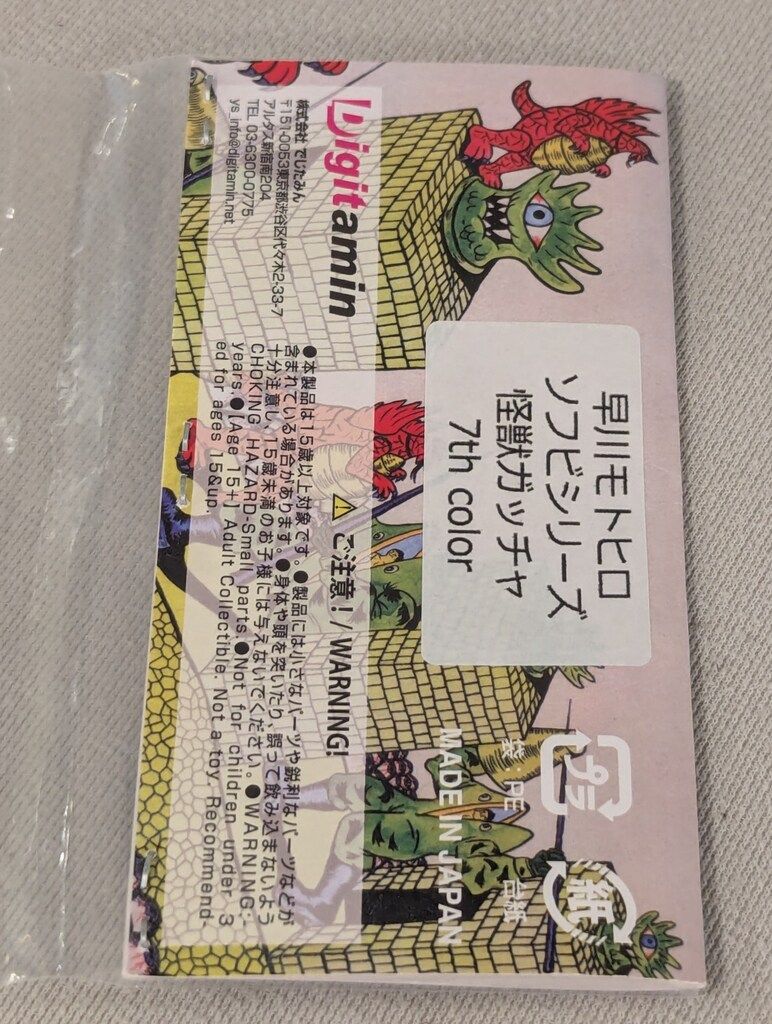 早川モトヒロ
ソフビシリーズ
怪獣ガッチャ
7th color
袋：PE
紙
台紙
MADE IN JAPAN
Digitamin
株式会社 でじたみん
〒151-0053東京都渋谷区代々木2-33-7
アルタス新宿南204
TEL 03-6300-0775
ys_info@digitamin.net
ご注意！/ WARNING!
●本製品は15歳以上対象です。●製品には小さなパーツや鋭利なパーツなどが
含まれている場合があります。●身体や頭を突いたり、誤って飲み込まないよう
十分注意し、15歳未満のお子様には与えないでください。●WARNING:
CHOKING HAZARD-Small parts.●Not for children under 3
years.●[Age 15+] Adult Collectible. Not a toy. Recommend-
ed for ages 15&up.